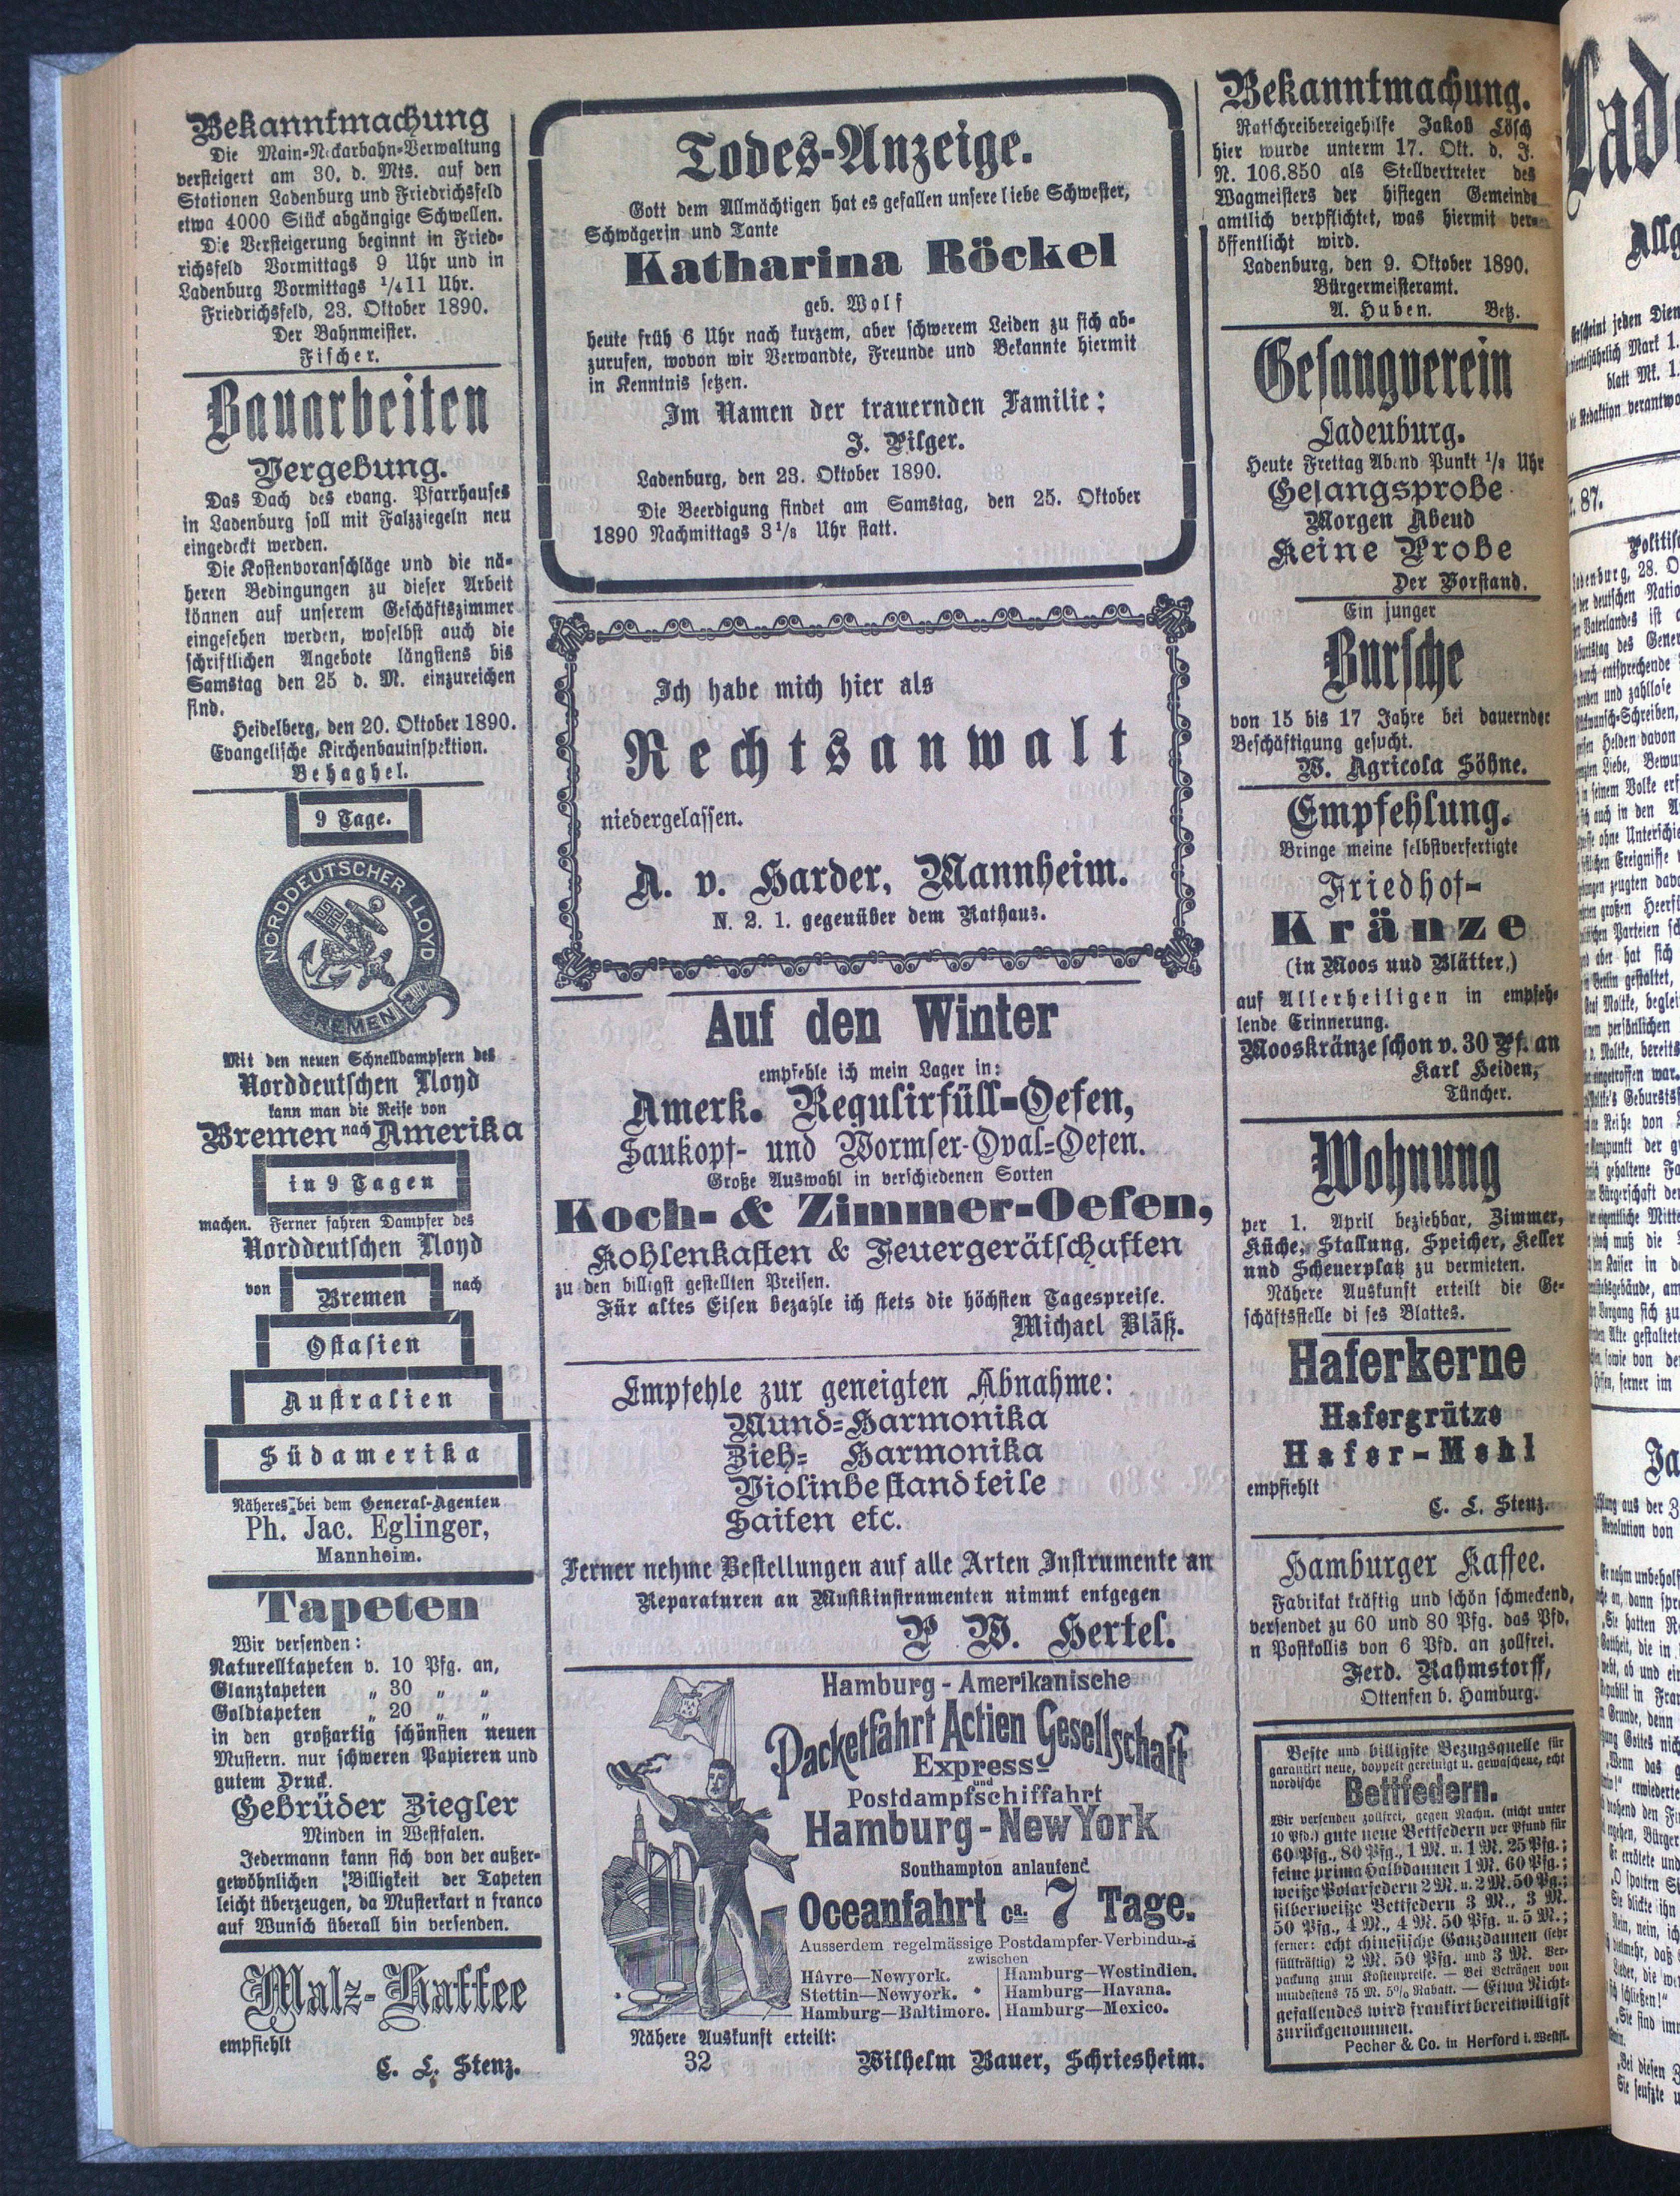 Bekanntmachung
Die Main-Neckarbahn-Verwaltung
versteigert am 30. d. Mts. auf den
Stationen Ladenburg und Friedrichsfeld
etwa 4000 Stück abgängige Schwellen.
Die Versteigerung beginnt in Fried-
richsfeld Vormittags 9 Uhr und in
Ladenburg Vormittags 1/411 Uhr.
Friedrichsfeld, 23. Oktober 1890.
Der Bahnmeister.
Fischer.
Bauarbeiten
Vergebung.
Das Dach des evang. Pfarrhauses
in Ladenburg soll mit Falzziegeln neu
eingedeckt werden.
Die Kostenvoranschläge und die nä-
heren Bedingungen zu dieser Arbeit
können auf unserem Geschäftszimmer
eingesehen werden, woselbst auch die
schriftlichen Angebote längstens bis
Samstag den 25 d. M. einzureichen
sind.
Heidelberg, den 20. Oktober 1890.
Evangelische Kirchenbauinspektion.
Behaghel.
9 Tage.
NORDDEUTSCHER LLOYD
BREMEN
Mit den neuen Schnelldampfern des
Norddeutschen Lloyd
kann man die Reise von
Bremen nach Amerika
in 9 Tagen
machen. Ferner fahren Dampfer des
Norddeutschen Lloyd
von Bremen nach
Ostasien
Australien
Südamerika
Näheres bei dem General-Agenten
Ph. Jac. Eglinger,
Mannheim.
Tapeten
Wir versenden:
Naturelltapeten v. 10 Pfg. an,
Glanztapeten „ 30 „ „
Goldtapeten „ 20 „ „
in den großartig schönsten neuen
Mustern. nur schweren Papieren und
gutem Druck.
Gebrüder Ziegler
Minden in Westfalen.
Jedermann kann sich von der außer-
gewöhnlichen Billigkeit der Tapeten
leicht überzeugen, da Musterkart n franco
auf Wunsch überall hin versenden.
Malz-Kaffee
empfiehlt
C. L. Stenz.
Todes-Anzeige.
Gott dem Allmächtigen hat es gefallen unsere liebe Schwester,
Schwägerin und Tante
Katharina Röckel
geb. Wolf
heute früh 6 Uhr nach kurzem, aber schwerem Leiden zu sich ab-
zurufen, wovon wir Verwandte, Freunde und Bekannte hiermit
in Kenntnis setzen.
Im Namen der trauernden Familie:
J. Pilger.
Ladenburg, den 23. Oktober 1890.
Die Beerdigung findet am Samstag, den 25. Oktober
1890 Nachmittags 3 1/8 Uhr statt.
Ich habe mich hier als
Rechtsanwalt
niedergelassen.
A. v. Harder, Mannheim.
N. 2. 1. gegenüber dem Rathaus.
Auf den Winter
empfehle ich mein Lager in:
Amerk. Regulirfüll-Oefen,
Saukopf- und Wormser-Oval-Oefen.
Große Auswahl in verschiedenen Sorten
Koch- & Zimmer-Oefen,
Kohlenkasten & Feuergerätschaften
zu den billigst gestellten Preisen.
Für altes Eisen bezahle ich stets die höchsten Tagespreise.
Michael Bläß.
Empfehle zur geneigten Abnahme:
Mund-Harmonika
Zieh- Harmonika
Violinbestandteile
Saiten etc.
Ferner nehme Bestellungen auf alle Arten Instrumente an
Reparaturen an Musikinstrumenten nimmt entgegen
P W. Hertel.
Hamburg-Amerikanische
Packetfahrt Actien Gesellschaft
Express-
und
Postdampfschiffahrt
Hamburg-New York
Southampton anlaufend
Oceanfahrt ca. 7 Tage.
Ausserdem regelmässige Postdampfer-Verbindung
zwischen
Hâvre—Newyork.
Stettin—Newyork.
Hamburg—Baltimore.
Hamburg—Westindien.
Hamburg—Havana.
Hamburg—Mexico.
Nähere Auskunft erteilt:
32 Wilhelm Bauer, Schriesheim.
Bekanntmachung.
Ratschreibereigehilfe Jakob Lösch
hier wurde unterm 17. Okt. d. J.
N. 106.850 als Stellvertreter des
Wagmeisters der hiesigen Gemeinde
amtlich verpflichtet, was hiermit ver-
öffentlicht wird.
Ladenburg, den 9. Oktober 1890.
Bürgermeisteramt.
A. Huben. Betz.
Gesangverein
Ladenburg.
Heute Freitag Abend Punkt 1/8 Uhr
Gesangsprobe
Morgen Abend
Keine Probe
Der Vorstand.
Ein junger
Bursche
von 15 bis 17 Jahre bei dauernder
Beschäftigung gesucht.
W. Agricola Söhne.
Empfehlung.
Bringe meine selbstverfertigte
Friedhof-
Kränze
(in Moos und Blätter,)
auf Allerheiligen in empfeh-
lende Erinnerung.
Mooskränze schon v. 30 Pf. an
Karl Heiden,
Tüncher.
Wohnung
per 1. April beziehbar, Zimmer,
Küche, Stallung, Speicher, Keller
und Scheuerplatz zu vermieten.
Nähere Auskunft erteilt die Ge-
schäftsstelle di ses Blattes.
Haferkerne
Hafergrütze
Hafer-Mehl
empfiehlt
C. L. Stenz.
Hamburger Kaffee.
Fabrikat kräftig und schön schmeckend,
versendet zu 60 und 80 Pfg. das Pfd.
n Postkollis von 6 Pfd. an zollfrei.
Ferd. Rahmstorff,
Ottensen b. Hamburg.
Beste und billigste Bezugsquelle für
garantirt neue, doppelt gereinigt u. gewaschene, echt
nordische
Bettfedern.
Wir versenden zollfrei, gegen Nachn. (nicht unter
10 Pfd.) gute neue Bettfedern per Pfund für
60 Pfg., 80 Pfg., 1 M. u. 1 M. 25 Pfg.;
feine prima Halbdaunen 1 M. 60 Pfg.;
weiße Polarfedern 2 M. u. 2 M. 50 Pfg.;
silberweiße Bettfedern 3 M., 3 M.
50 Pfg., 4 M., 4 M. 50 Pfg. u. 5 M.;
ferner: echt chinesische Ganzdaunen (sehr
füllkräftig) 2 M. 50 Pfg. und 3 M. Ver-
packung zum Kostenpreise. — Bei Beträgen von
mindestens 75 M. 5% Rabatt. — Etwa Nicht-
gefallendes wird frankirt bereitwilligst
zurückgenommen.
Pecher & Co. in Herford i. Westfl.
87.